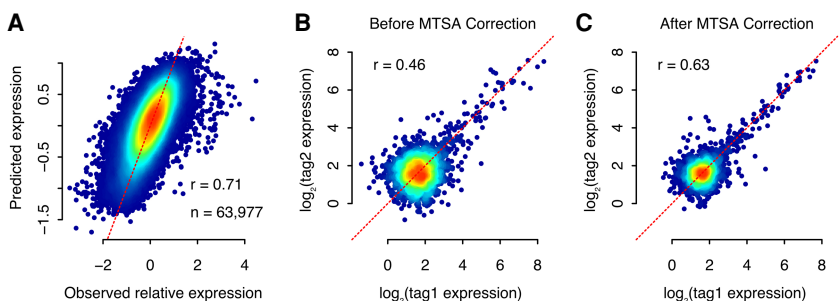 A
Predicted expression
0.5
−0.5
−1.5
r = 0.71
n = 63,977
−2 0 2 4
Observed relative expression
B
Before MTSA Correction
r = 0.46
log₂(tag2 expression)
8
6
4
2
0
0 2 4 6 8
log₂(tag1 expression)
C
After MTSA Correction
r = 0.63
log₂(tag2 expression)
8
6
4
2
0
0 2 4 6 8
log₂(tag1 expression)